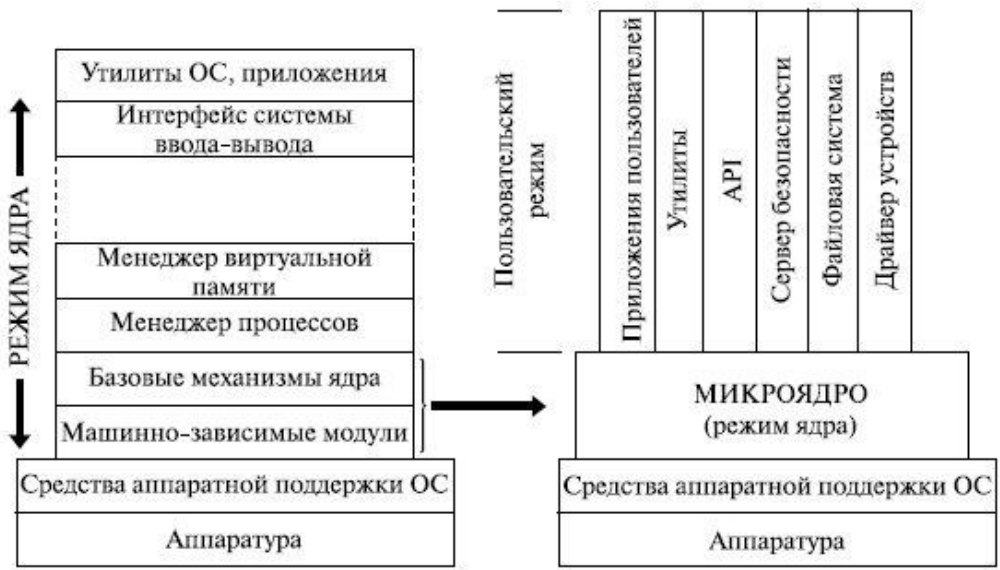 Утилиты ОС, приложения
Интерфейс системы
ввода-вывода
РЕЖИМ ЯДРА
Менеджер виртуальной
памяти
Менеджер процессов
Базовые механизмы ядра
Машинно-зависимые модули
Средства аппаратной поддержки ОС
Аппаратура
Пользовательский
режим
Приложения пользователей
Утилиты
API
Сервер безопасности
Файловая система
Драйвер устройств
МИКРОЯДРО
(режим ядра)
Средства аппаратной поддержки ОС
Аппаратура